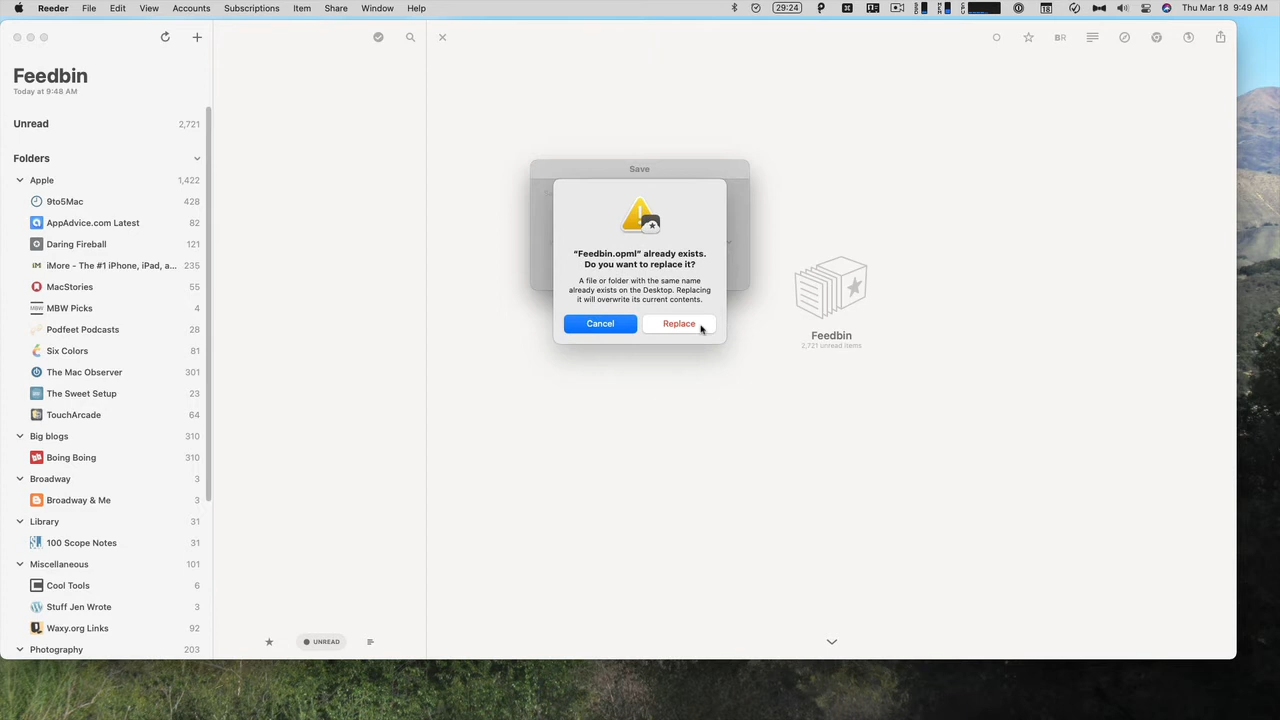 Reeder File Edit View Accounts Subscriptions Item Share Window Help
29:24
18
Thu Mar 18 9:49 AM
Feedbin
Today at 9:48 AM
Unread 2,721
Folders
Apple 1,422
9to5Mac 428
AppAdvice.com Latest 82
Daring Fireball 121
iMore - The #1 iPhone, iPad, a... 235
MacStories 55
MBW Picks 4
Podfeet Podcasts 28
Six Colors 81
The Mac Observer 301
The Sweet Setup 23
TouchArcade 64
Big blogs 310
Boing Boing 310
Broadway 3
Broadway & Me 3
Library 31
100 Scope Notes 31
Miscellaneous 101
Cool Tools 6
Stuff Jen Wrote 3
Waxy.org Links 92
Photography 203
UNREAD
BR
Save
“Feedbin.opml” already exists.
Do you want to replace it?
A file or folder with the same name
already exists on the Desktop. Replacing
it will overwrite its current contents.
Cancel Replace
Feedbin
2,721 unread items